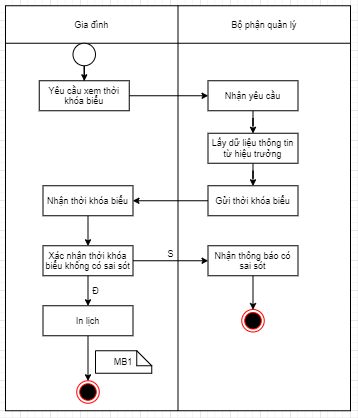 Gia đình
Bộ phận quản lý
Yêu cầu xem thời
khóa biểu
Nhận yêu cầu
Lấy dữ liệu thông tin
từ hiệu trưởng
Nhận thời khóa biểu
Gửi thời khóa biểu
Xác nhận thời khóa
biểu không có sai sót
S
Nhận thông báo có
sai sót
Đ
In lịch
MB1